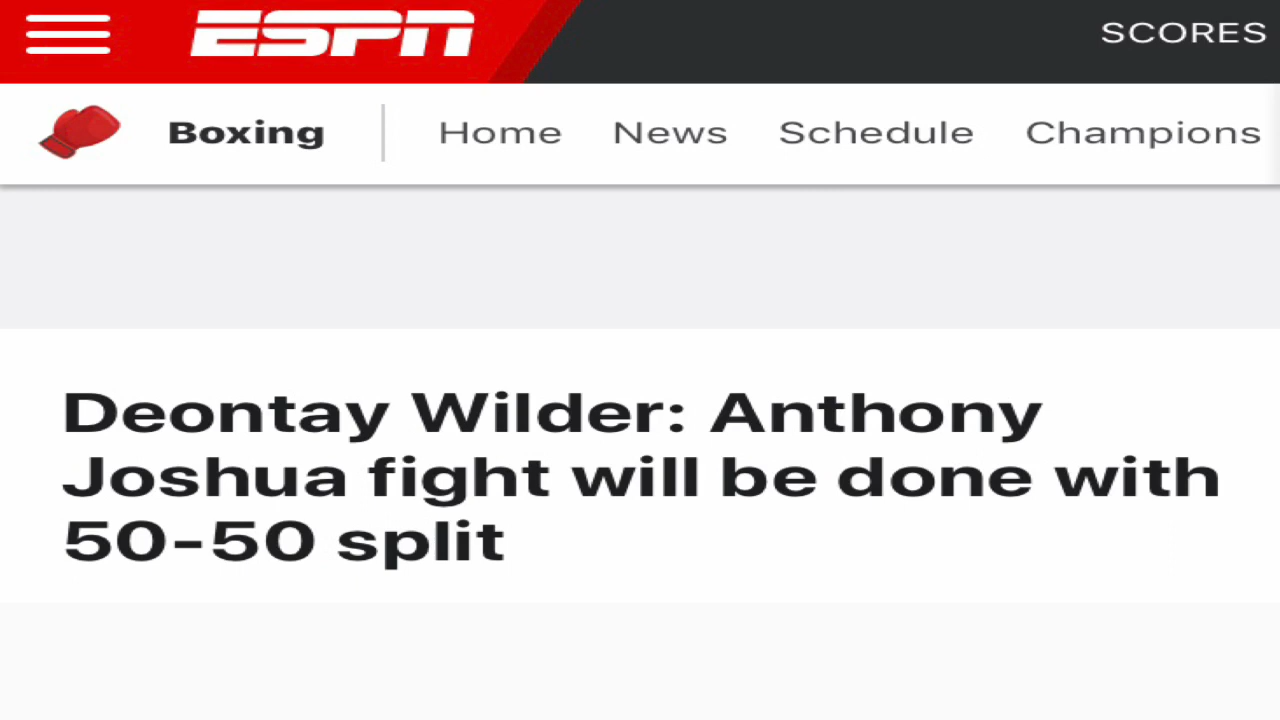 ESPN SCORES
Boxing Home News Schedule Champions
Deontay Wilder: Anthony
Joshua fight will be done with
50-50 split